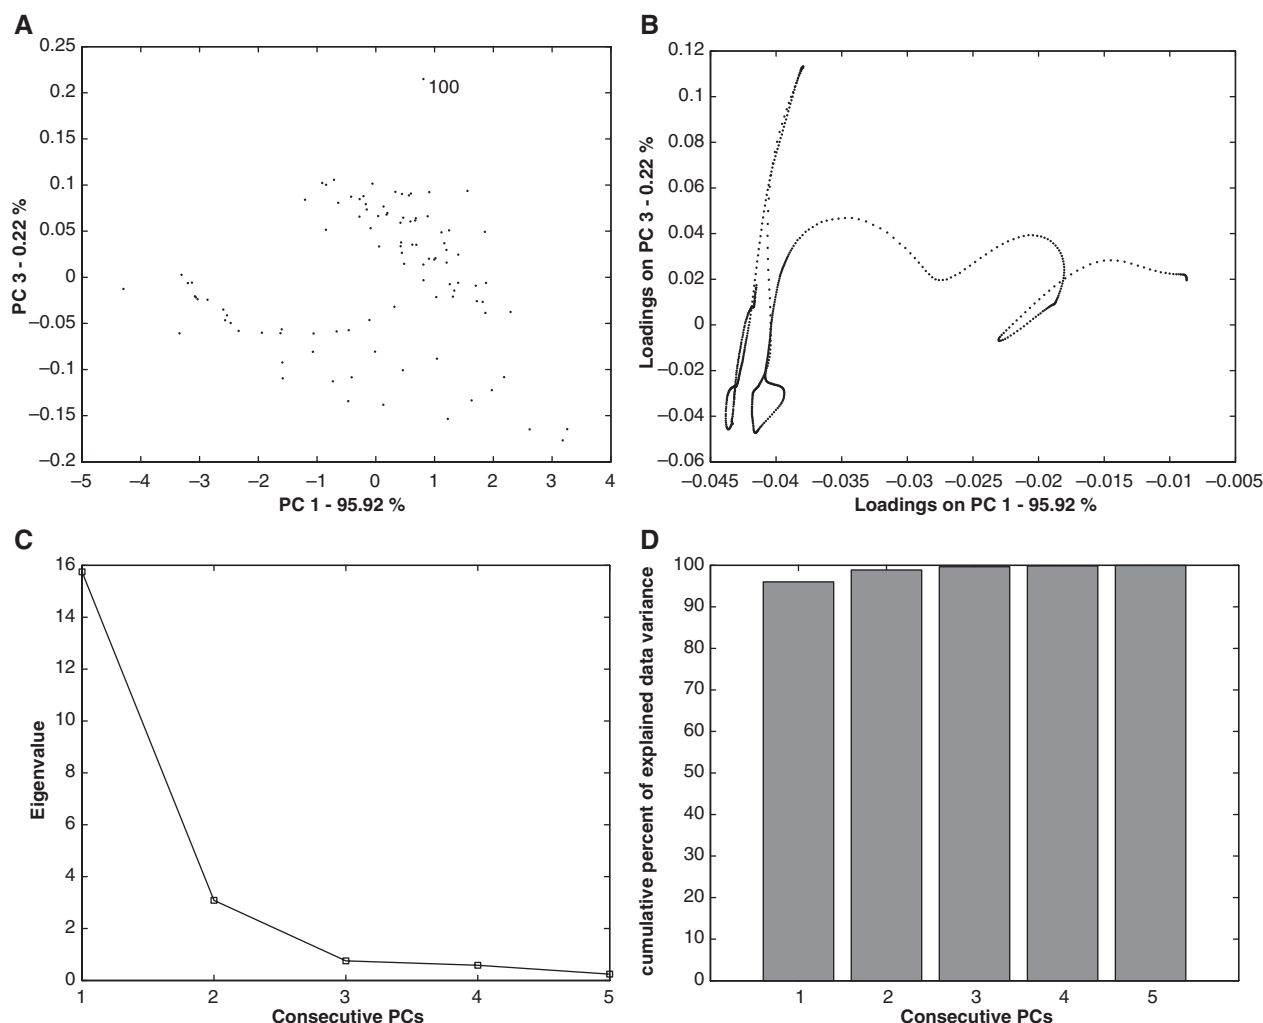 A
0.25
0.2
0.15
0.1
0.05
0
–0.05
–0.1
–0.15
–0.2
PC 3 - 0.22 %
100
–5 –4 –3 –2 –1 0 1 2 3 4
PC 1 - 95.92 %
B
0.12
0.1
0.08
0.06
0.04
0.02
0
–0.02
–0.04
–0.06
Loadings on PC 3 - 0.22 %
–0.045 –0.04 –0.035 –0.03 –0.025 –0.02 –0.015 –0.01 –0.005
Loadings on PC 1 - 95.92 %
C
16
14
12
10
8
6
4
2
0
Eigenvalue
1 2 3 4 5
Consecutive PCs
D
100
90
80
70
60
50
40
30
20
10
0
cumulative percent of explained data variance
1 2 3 4 5
Consecutive PCs